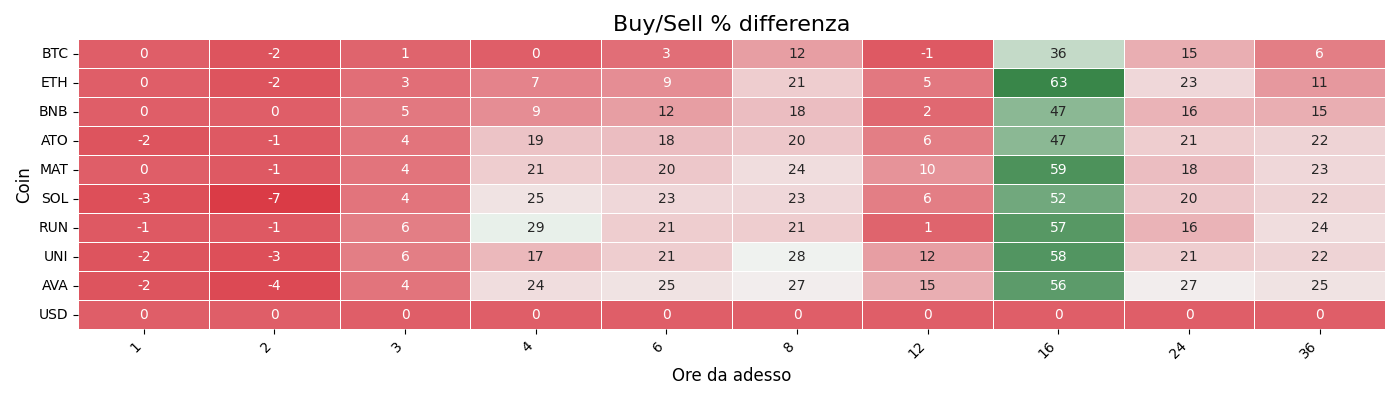 Buy/Sell % differenza
Coin
BTC 0 -2 1 0 3 12 -1 36 15 6
ETH 0 -2 3 7 9 21 5 63 23 11
BNB 0 0 5 9 12 18 2 47 16 15
ATO -2 -1 4 19 18 20 6 47 21 22
MAT 0 -1 4 21 20 24 10 59 18 23
SOL -3 -7 4 25 23 23 6 52 20 22
RUN -1 -1 6 29 21 21 1 57 16 24
UNI -2 -3 6 17 21 28 12 58 21 22
AVA -2 -4 4 24 25 27 15 56 27 25
USD 0 0 0 0 0 0 0 0 0 0
1 2 3 4 6 8 12 16 24 36
Ore da adesso